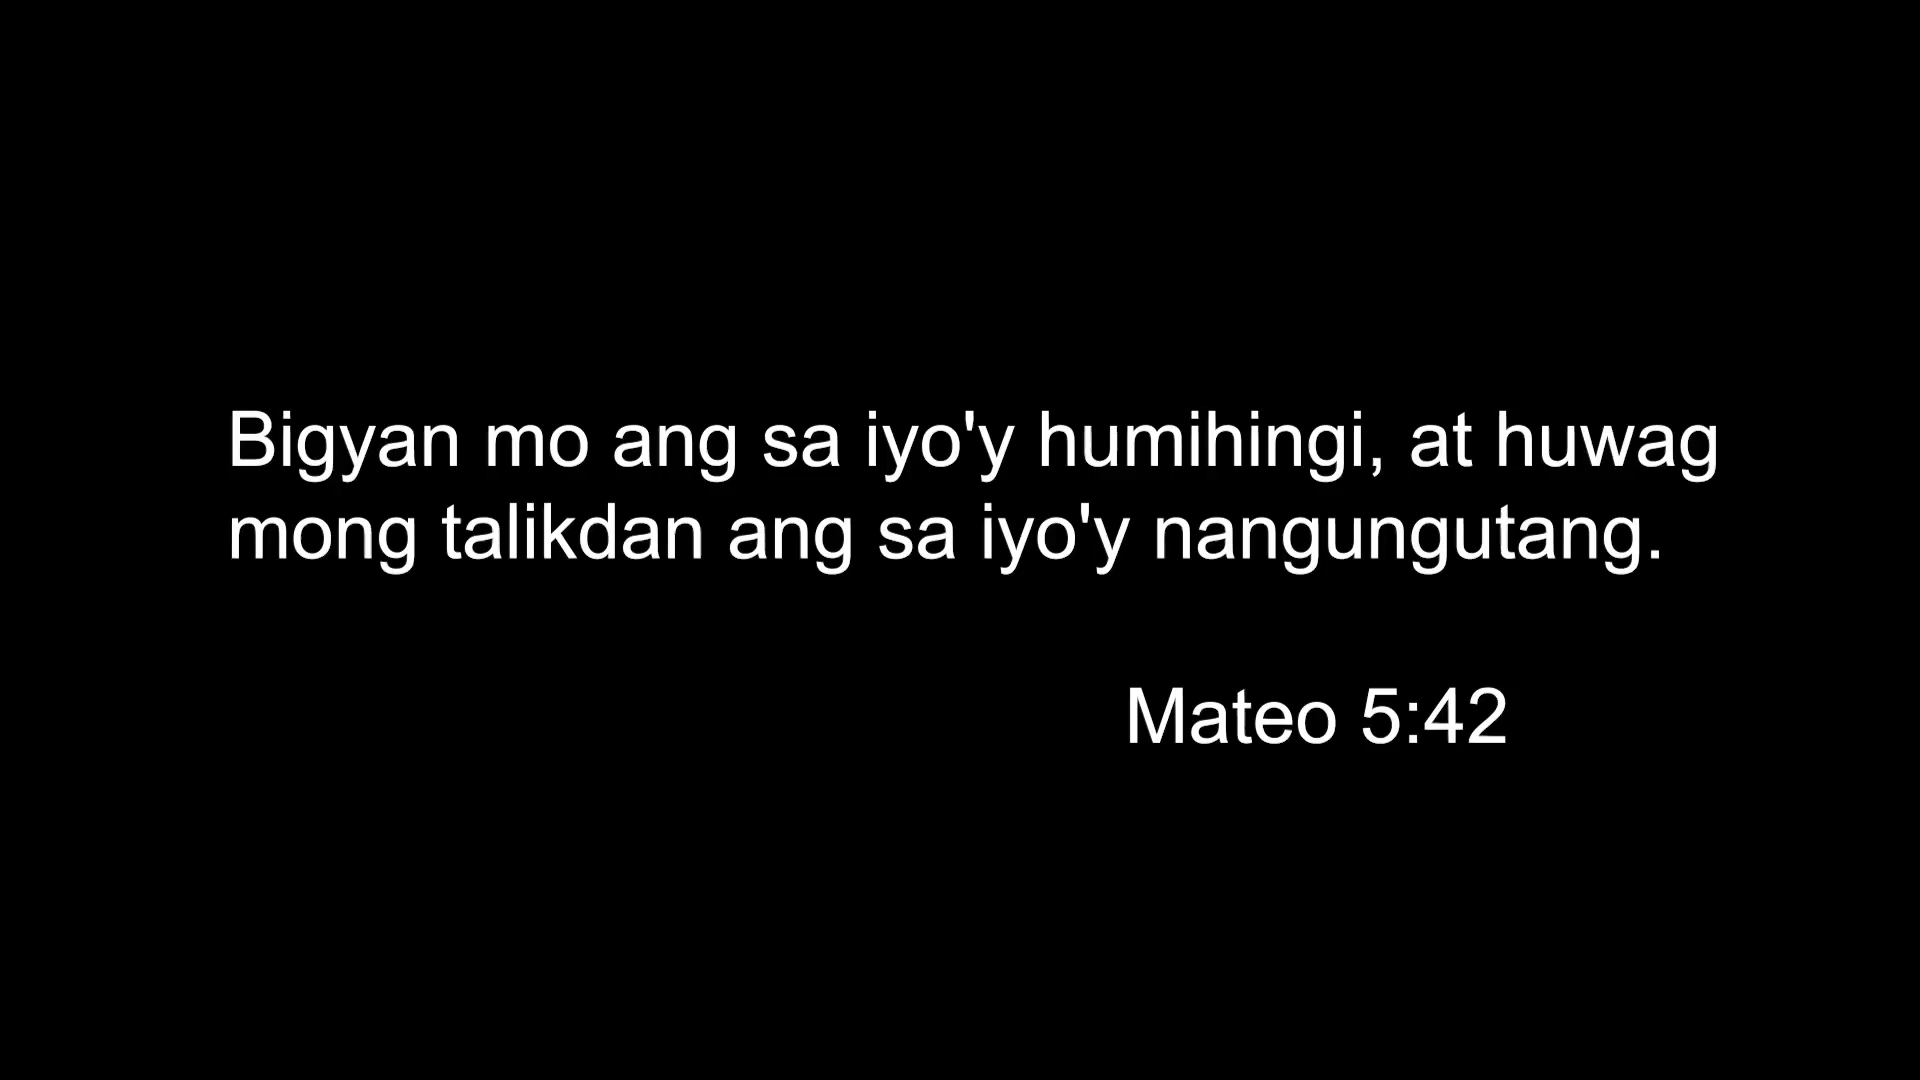 Bigyan mo ang sa iyo'y humihingi, at huwag
mong talikdan ang sa iyo'y nangungutang.
Mateo 5:42